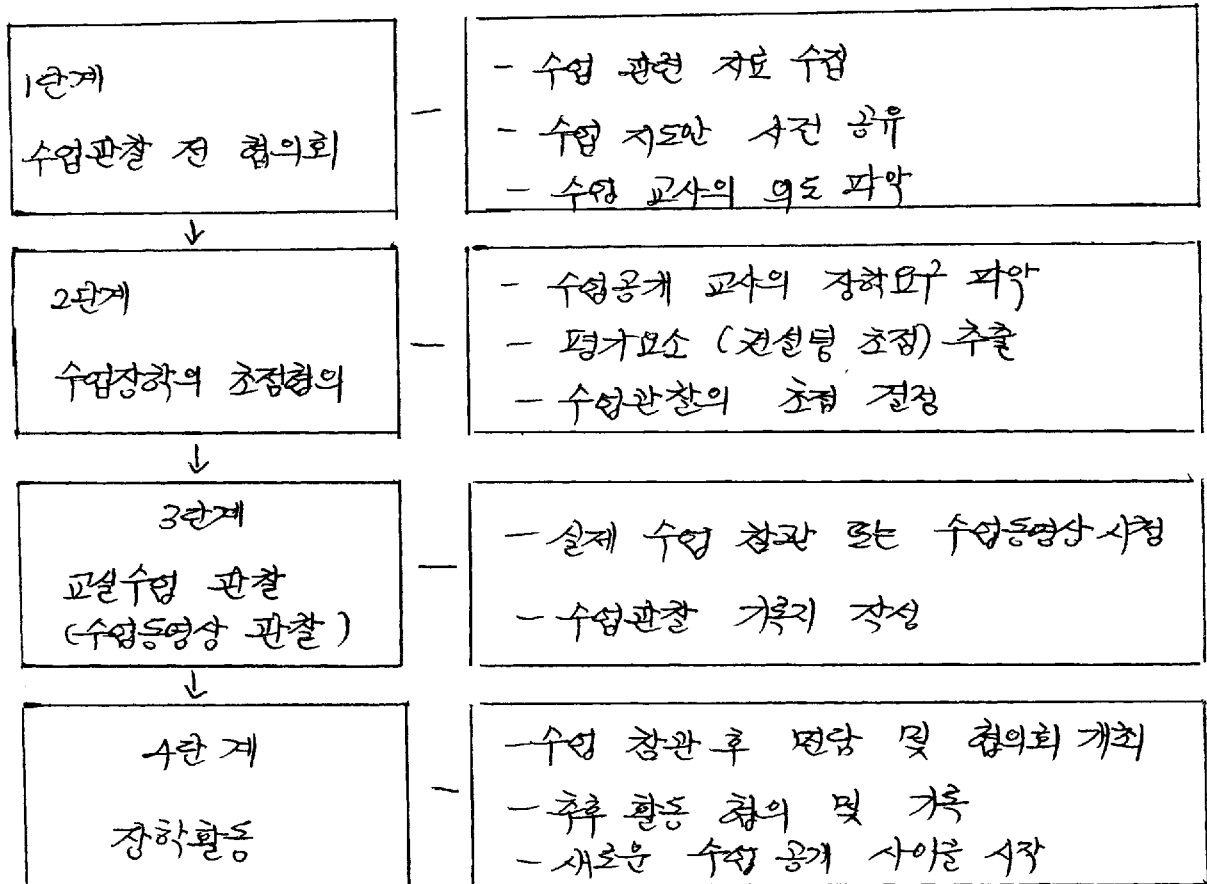 1단계
수업관찰 전 협의회
- 수업 관련 자료 수집
- 수업 지도안 사전 공유
- 수업 교사의 의도 파악
2단계
수업장학의 초점협의
- 수업공개 교사의 장학요구 파악
- 평가요소 (컨설팅 초점) 추출
- 수업관찰의 초점 결정
3단계
교실수업 관찰
(수업동영상 관찰)
- 실제 수업 참관 또는 수업동영상 시청
- 수업관찰 기록지 작성
4단계
장학활동
- 수업 참관 후 면담 및 협의회 개최
- 추후 활동 협의 및 기록
- 새로운 수업 공개 사이클 시작